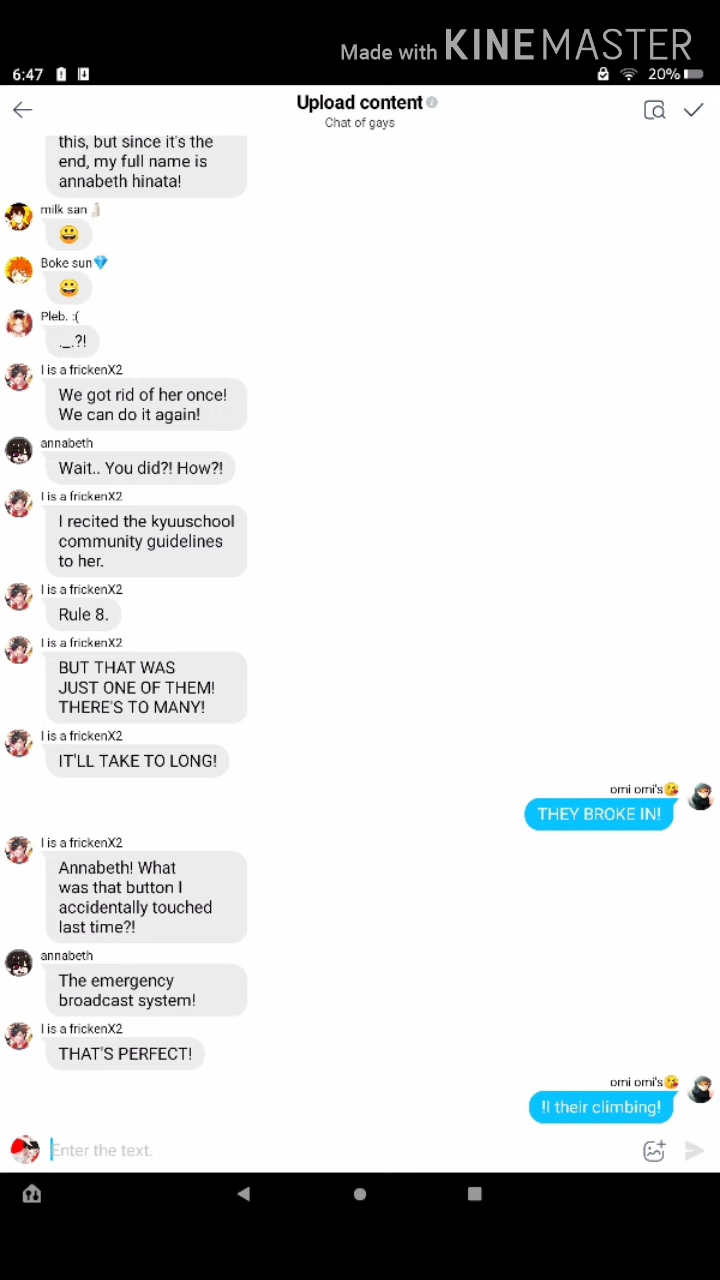 Made with KINEMASTER
6:47
20%
Upload content
Chat of gays
this, but since it's the
end, my full name is
annabeth hinata!
milk san
Boke sun
Pleb. :(
._.?!
I is a frickenX2
We got rid of her once!
We can do it again!
annabeth
Wait.. You did?! How?!
I is a frickenX2
I recited the kyuuschool
community guidelines
to her.
I is a frickenX2
Rule 8.
I is a frickenX2
BUT THAT WAS
JUST ONE OF THEM!
THERE'S TO MANY!
I is a frickenX2
IT'LL TAKE TO LONG!
omi omi's
THEY BROKE IN!
I is a frickenX2
Annabeth! What
was that button I
accidentally touched
last time?!
annabeth
The emergency
broadcast system!
I is a frickenX2
THAT'S PERFECT!
omi omi's
!I their climbing!
Enter the text.